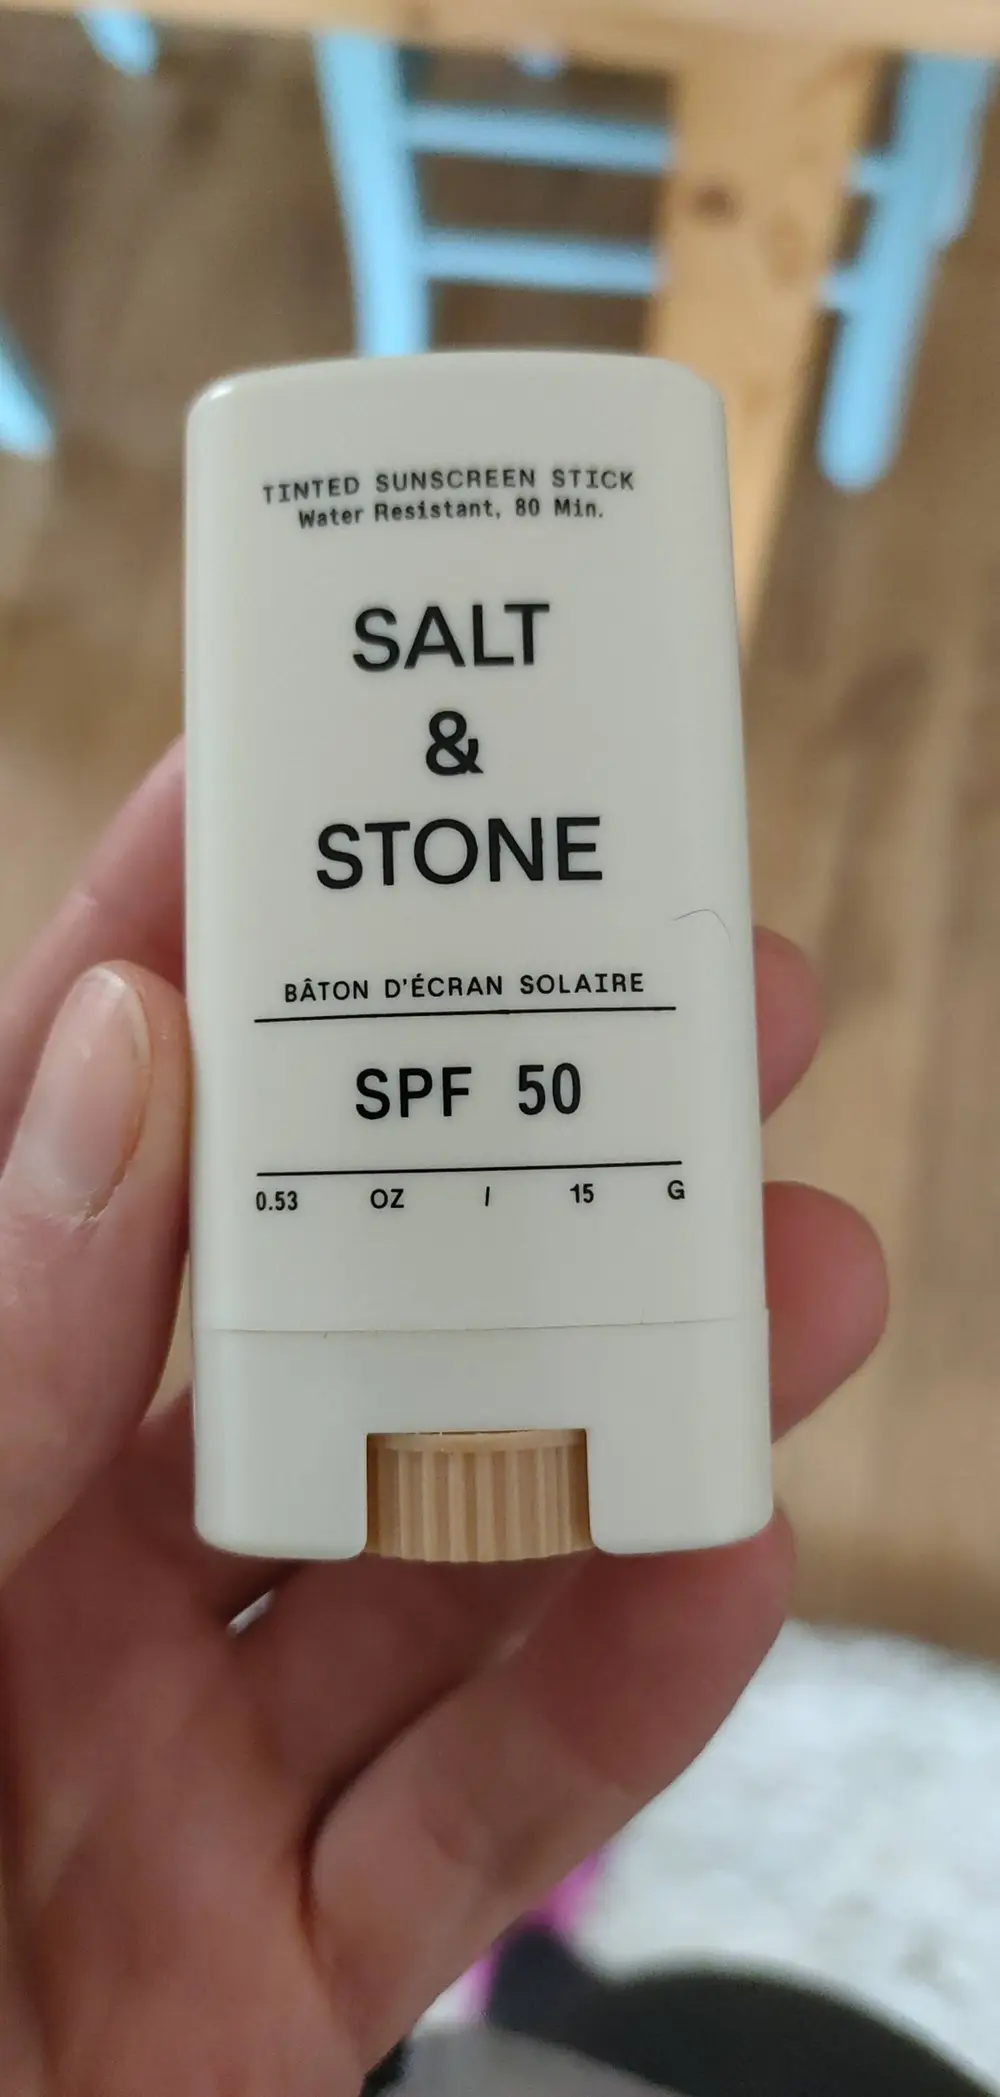 TINTED SUNSCREEN STICK
Water Resistant, 80 Min.
SALT
&
STONE
BÂTON D'ÉCRAN SOLAIRE
SPF 50
0.53 OZ / 15 G